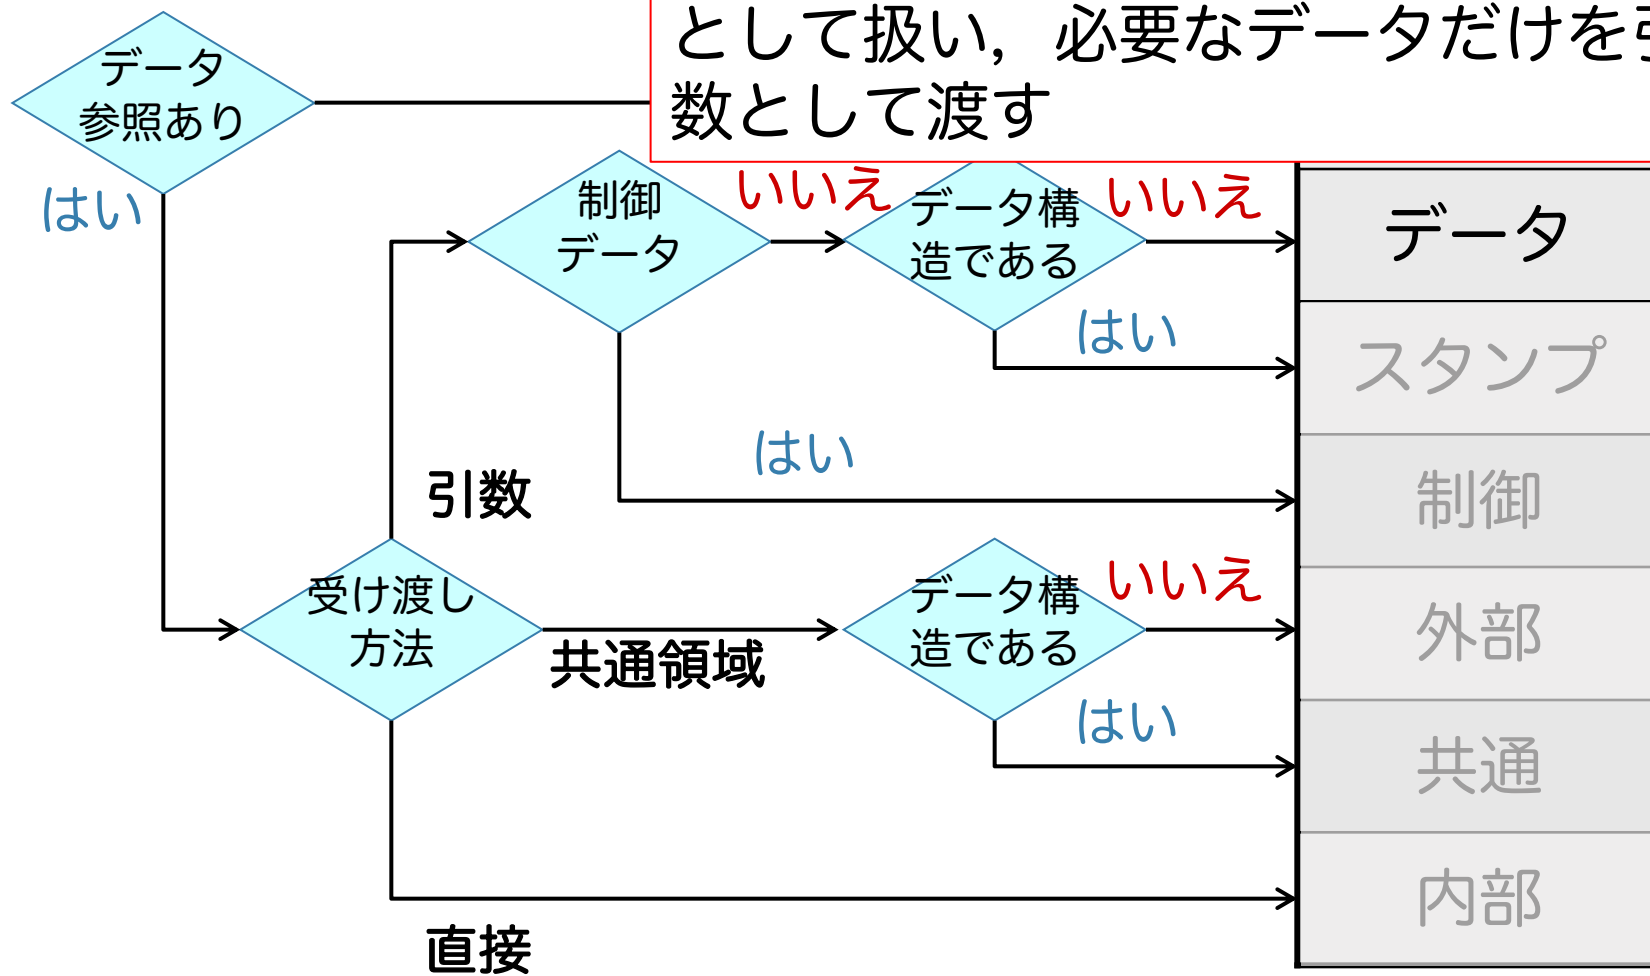 として扱い，必要なデータだけを引
数として渡す
データ
参照あり
はい
制御
データ
いいえ
データ構
造である
いいえ
データ
はい
スタンプ
はい
制御
引数
受け渡し
方法
共通領域
データ構
造である
いいえ
外部
はい
共通
内部
直接